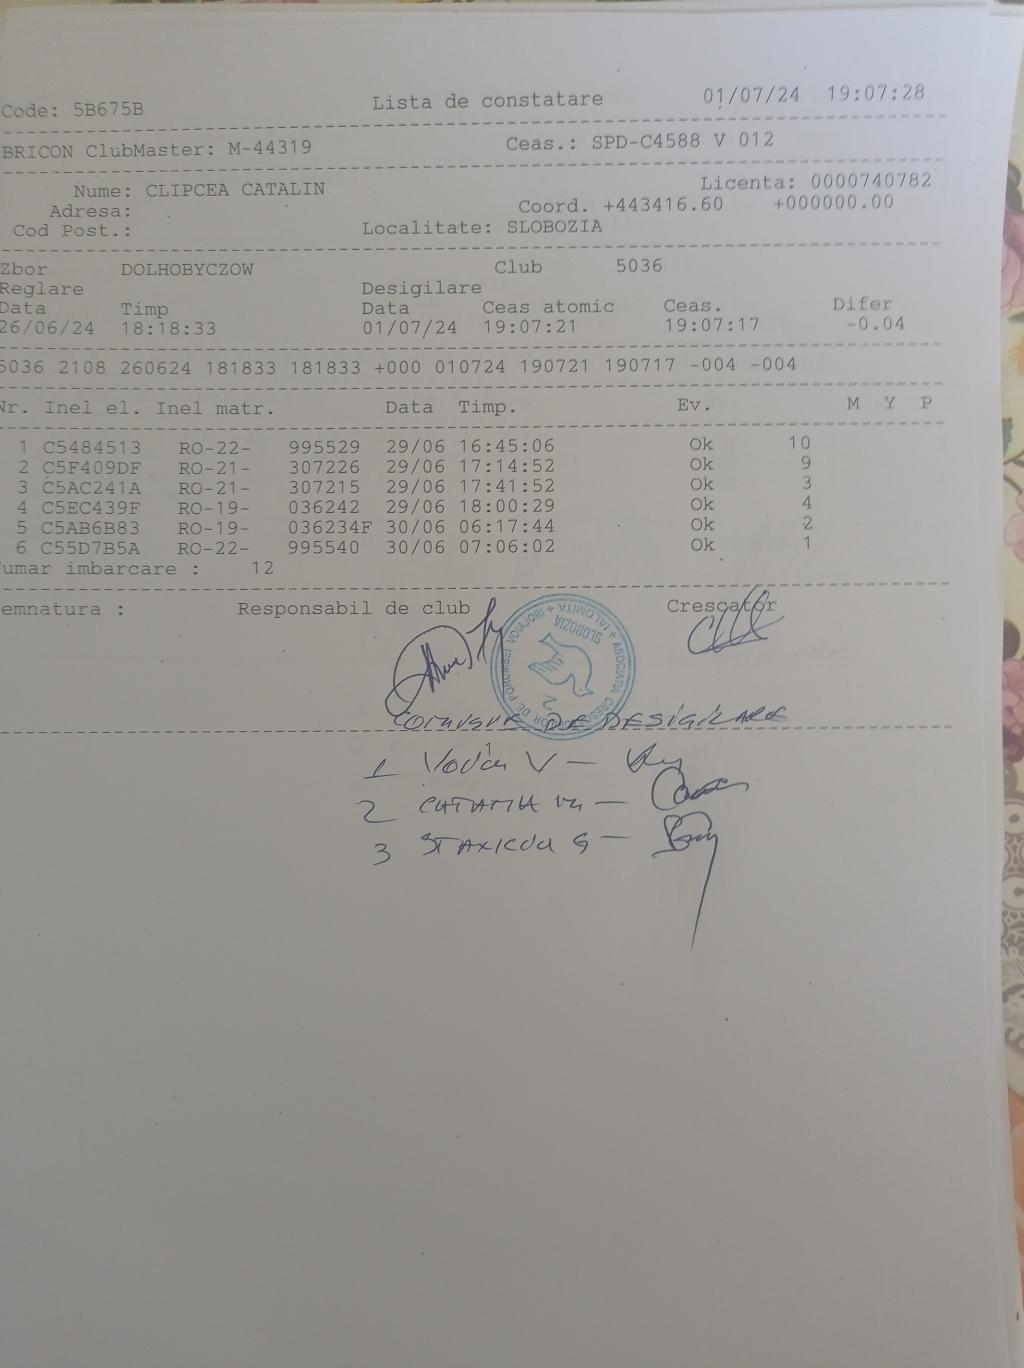 Code: 5B675B Lista de constatare 01/07/24 19:07:28
BRICON ClubMaster: M-44319 Ceas.: SPD-C4588 V 012
Nume: CLIPCEA CATALIN Licenta: 0000740782
Adresa: Coord. +443416.60 +000000.00
Cod Post.: Localitate: SLOBOZIA
Zbor DOLHOBYCZOW Club 5036
Reglare Desigilare
Data Timp Data Ceas atomic Ceas. Difer
26/06/24 18:18:33 01/07/24 19:07:21 19:07:17 -0.04
5036 2108 260624 181833 181833 +000 010724 190721 190717 -004 -004
Nr. Inel el. Inel matr. Data Timp. Ev. M Y P
1 C5484513 RO-22- 995529 29/06 16:45:06 Ok 10
2 C5F409DF RO-21- 307226 29/06 17:14:52 Ok 9
3 C5AC241A RO-21- 307215 29/06 17:41:52 Ok 3
4 C5EC439F RO-19- 036242 29/06 18:00:29 Ok 4
5 C5AB6B83 RO-19- 036234F 30/06 06:17:44 Ok 2
6 C55D7B5A RO-22- 995540 30/06 07:06:02 Ok 1
umar imbarcare : 12
emnatura : Responsabil de club Crescator
ASOCIATIA CRESC OR DE PORUMBEI VOIAJORI + IALOMITA +
SLOBOZIA
2
DE DESIGILARE
1 V —
2 —
3 G —